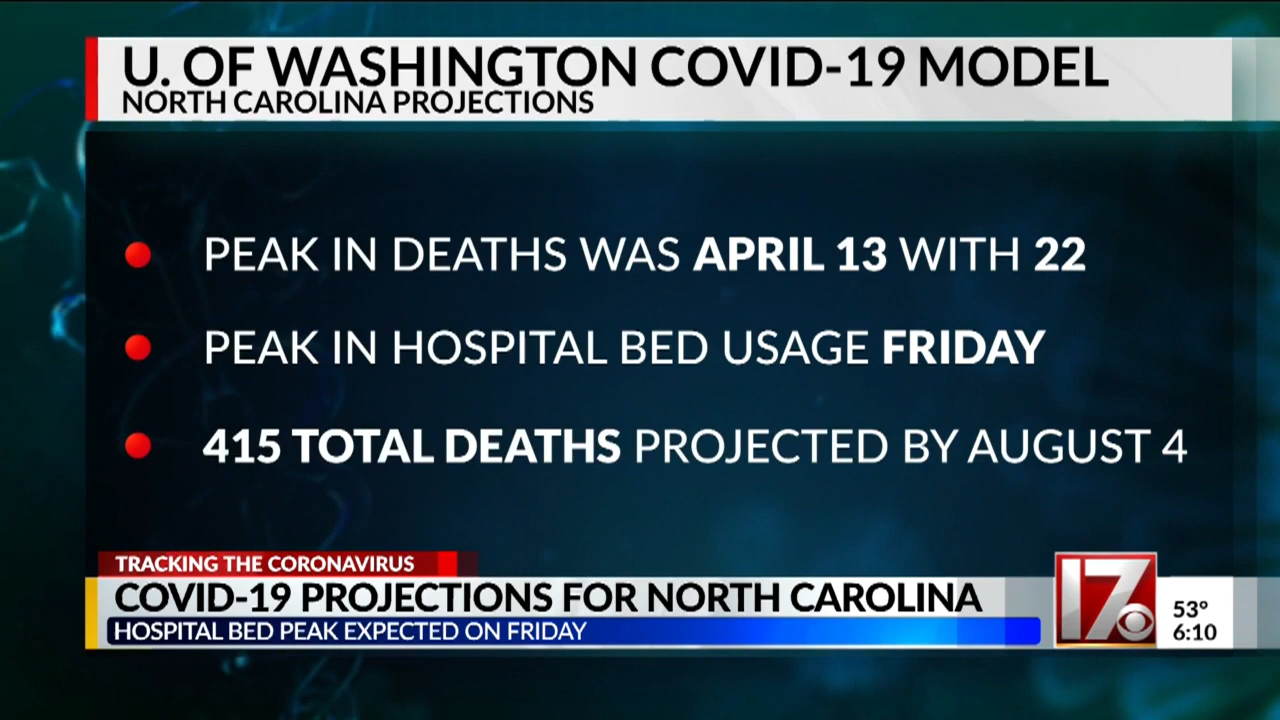 U. OF WASHINGTON COVID-19 MODEL
NORTH CAROLINA PROJECTIONS
PEAK IN DEATHS WAS APRIL 13 WITH 22
PEAK IN HOSPITAL BED USAGE FRIDAY
415 TOTAL DEATHS PROJECTED BY AUGUST 4
TRACKING THE CORONAVIRUS
COVID-19 PROJECTIONS FOR NORTH CAROLINA
HOSPITAL BED PEAK EXPECTED ON FRIDAY
17
53°
6:10